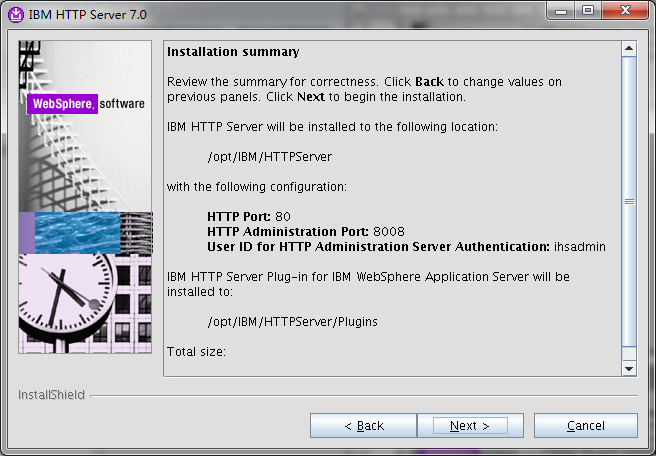 IBM HTTP Server 7.0
WebSphere. software
Installation summary
Review the summary for correctness. Click Back to change values on
previous panels. Click Next to begin the installation.
IBM HTTP Server will be installed to the following location:
/opt/IBM/HTTPServer
with the following configuration:
HTTP Port: 80
HTTP Administration Port: 8008
User ID for HTTP Administration Server Authentication: ihsadmin
IBM HTTP Server Plug-in for IBM WebSphere Application Server will be
installed to:
/opt/IBM/HTTPServer/Plugins
Total size:
InstallShield
< Back
Next >
Cancel